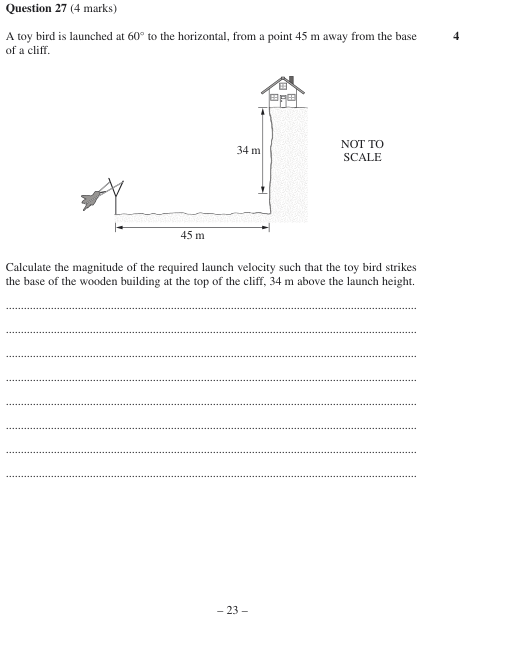 Question 27 (4 marks)
A toy bird is launched at 60° to the horizontal, from a point 45 m away from the base 4
of a cliff.
34 m
NOT TO
SCALE
45 m
Calculate the magnitude of the required launch velocity such that the toy bird strikes
the base of the wooden building at the top of the cliff, 34 m above the launch height.
– 23 –